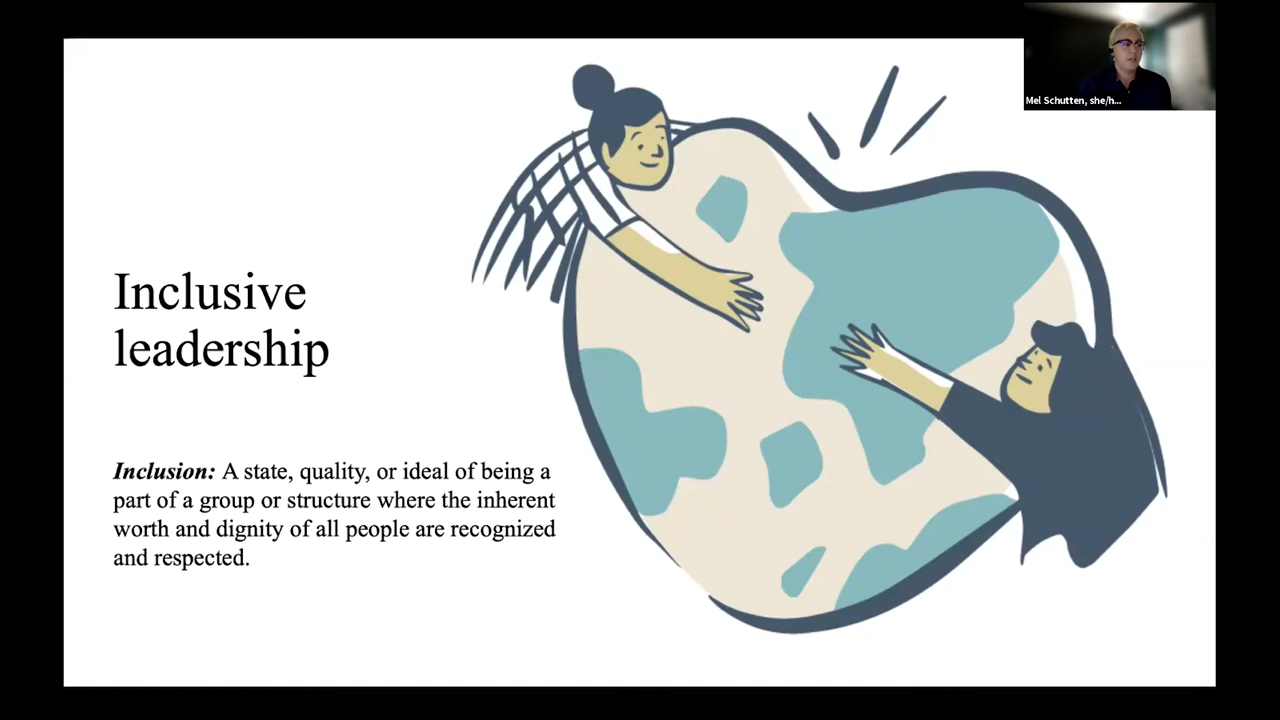 Mel Schutten, she/h...
Inclusive
leadership
Inclusion: A state, quality, or ideal of being a
part of a group or structure where the inherent
worth and dignity of all people are recognized
and respected.